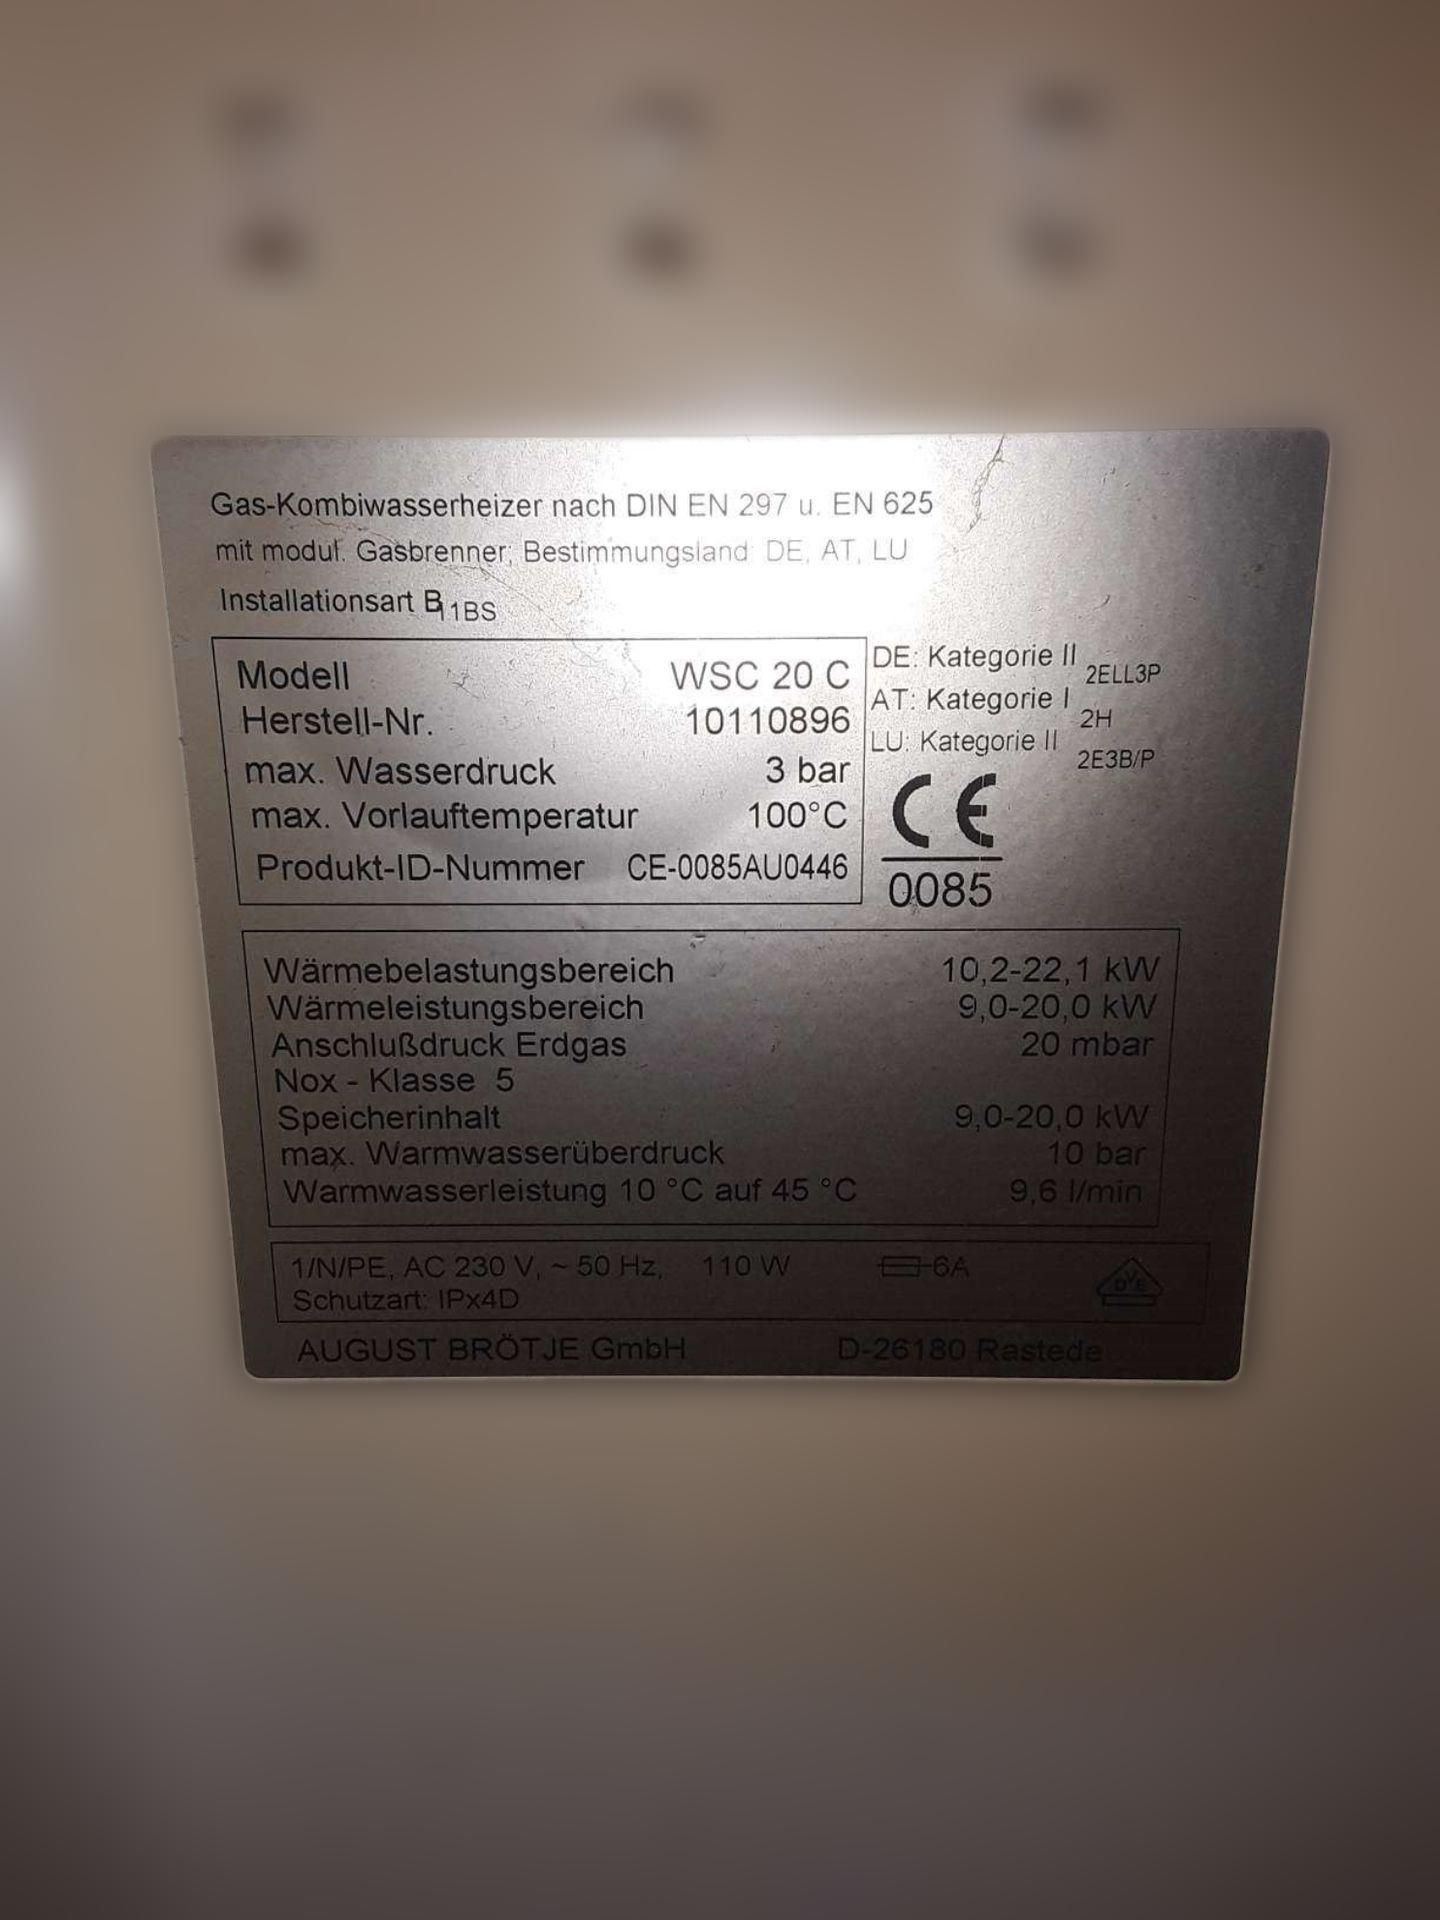 Gas-Kombiwasserheizer nach DIN EN 297 u. EN 625
mit modul. Gasbrenner; Bestimmungsland: DE, AT, LU
Installationsart B11BS
Modell WSC 20 C
Herstell-Nr. 10110896
max. Wasserdruck 3 bar
max. Vorlauftemperatur 100°C
Produkt-ID-Nummer CE-0085AU0446
DE: Kategorie II 2ELL3P
AT: Kategorie I 2H
LU: Kategorie II 2E3B/P
CE
0085
Wärmebelastungsbereich 10,2-22,1 kW
Wärmeleistungsbereich 9,0-20,0 kW
Anschlußdruck Erdgas 20 mbar
Nox - Klasse 5
Speicherinhalt 9,0-20,0 kW
max. Warmwasserüberdruck 10 bar
Warmwasserleistung 10 °C auf 45 °C 9,6 l/min
1/N/PE, AC 230 V, ~ 50 Hz, 110 W 6A
Schutzart: IPx4D
DVE
AUGUST BRÖTJE GmbH D-26180 Rastede